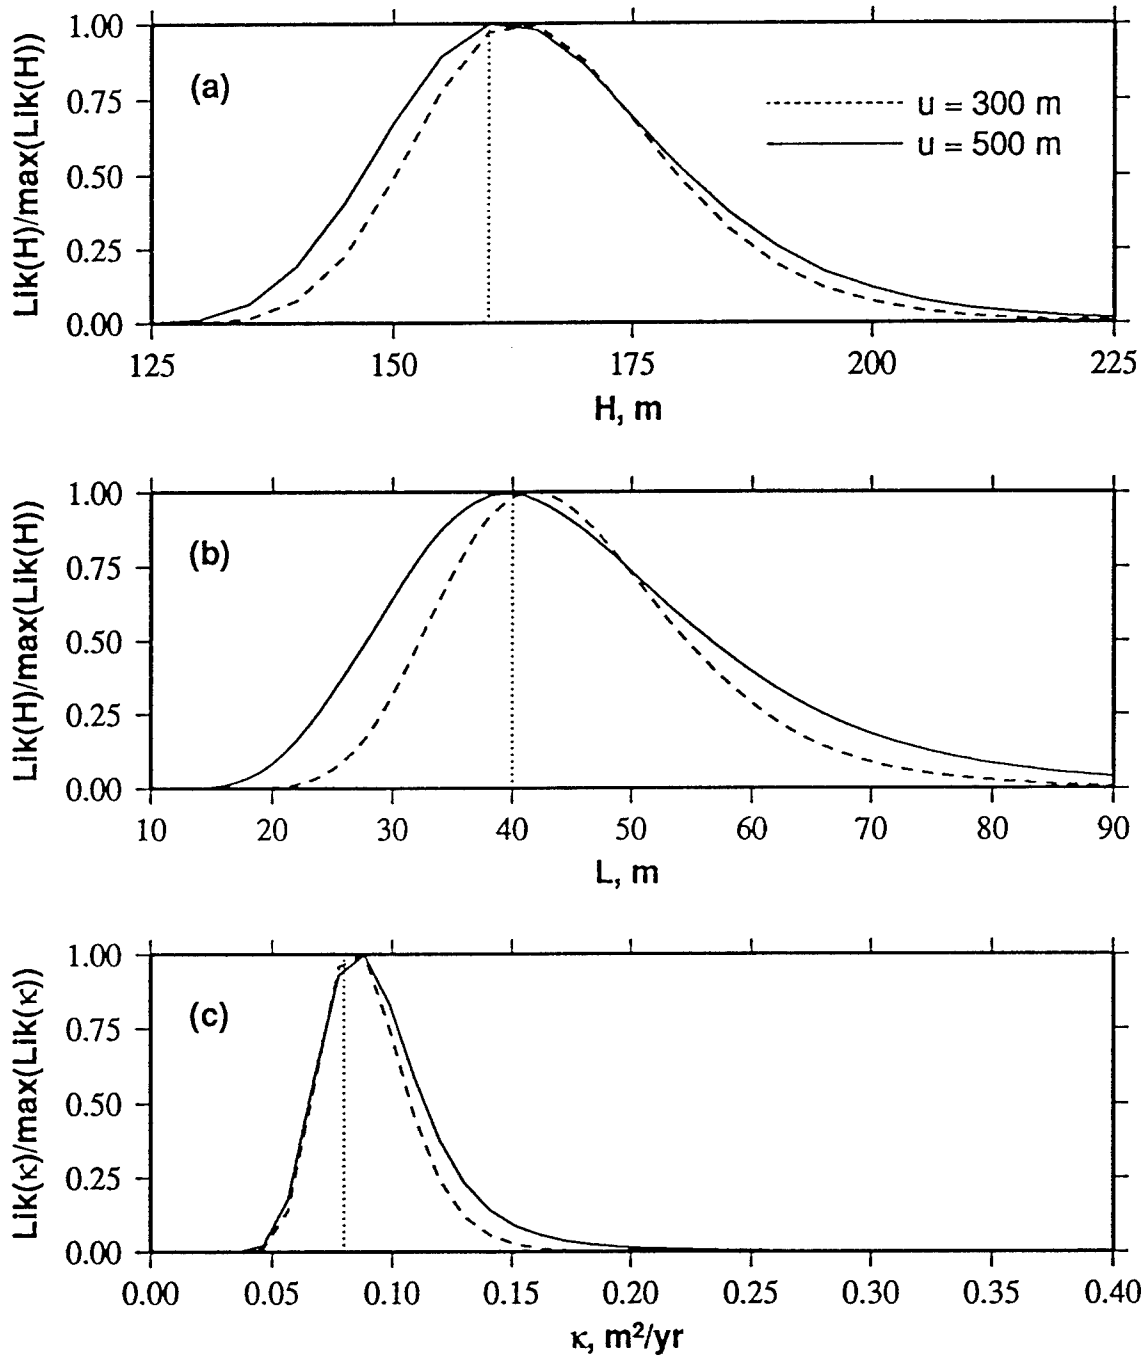 Lik(H)/max(Lik(H))
1.00
0.75
0.50
0.25
0.00
(a)
u = 300 m
u = 500 m
125 150 175 200 225
H, m
Lik(H)/max(Lik(H))
1.00
0.75
0.50
0.25
0.00
(b)
10 20 30 40 50 60 70 80 90
L, m
Lik(κ)/max(Lik(κ))
1.00
0.75
0.50
0.25
0.00
(c)
0.00 0.05 0.10 0.15 0.20 0.25 0.30 0.35 0.40
κ, m²/yr